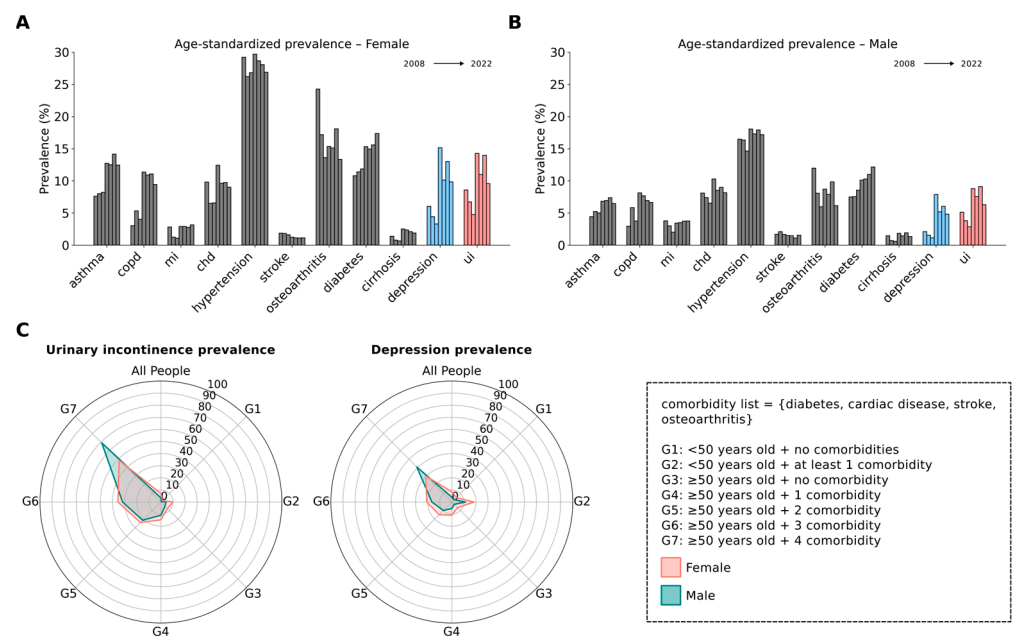 A
Age-standardized prevalence – Female
2008
2022
Prevalence (%)
30
25
20
15
10
5
0
asthma
copd
mi
chd
hypertension
stroke
osteoarthritis
diabetes
cirrhosis
depression
ui
B
Age-standardized prevalence – Male
2008
2022
Prevalence (%)
30
25
20
15
10
5
0
asthma
copd
mi
chd
hypertension
stroke
osteoarthritis
diabetes
cirrhosis
depression
ui
C
Urinary incontinence prevalence
All People
G1
G2
G3
G4
G5
G6
G7
100
90
80
70
60
50
40
30
20
10
0
Depression prevalence
All People
G1
G2
G3
G4
G5
G6
G7
100
90
80
70
60
50
40
30
20
10
0
comorbidity list = {diabetes, cardiac disease, stroke,
osteoarthritis}
G1: <50 years old + no comorbidities
G2: <50 years old + at least 1 comorbidity
G3: ≥50 years old + no comorbidity
G4: ≥50 years old + 1 comorbidity
G5: ≥50 years old + 2 comorbidity
G6: ≥50 years old + 3 comorbidity
G7: ≥50 years old + 4 comorbidity
Female
Male